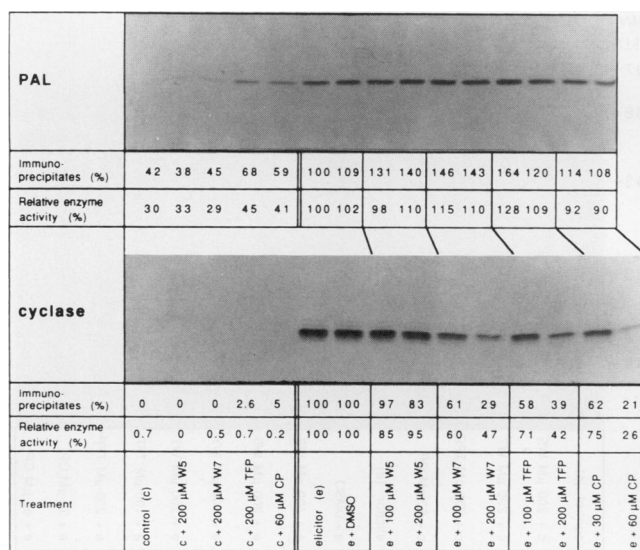 PAL
Immuno-
precipitates (%) 42 38 45 68 59 100 109 131 140 146 143 164 120 114 108
Relative enzyme
activity (%) 30 33 29 45 41 100 102 98 110 115 110 128 109 92 90
cyclase
Immuno-
precipitates (%) 0 0 0 2.6 5 100 100 97 83 61 29 58 39 62 21
Relative enzyme
activity (%) 0.7 0 0.5 0.7 0.2 100 100 85 95 60 47 71 42 75 26
Treatment
control (c)
c + 200 µM W5
c + 200 µM W7
c + 200 µM TFP
c + 60 µM CP
elicitor (e)
e + DMSO
e + 100 µM W5
e + 200 µM W5
e + 100 µM W7
e + 200 µM W7
e + 100 µM TFP
e + 200 µM TFP
e + 30 µM CP
e + 60 µM CP